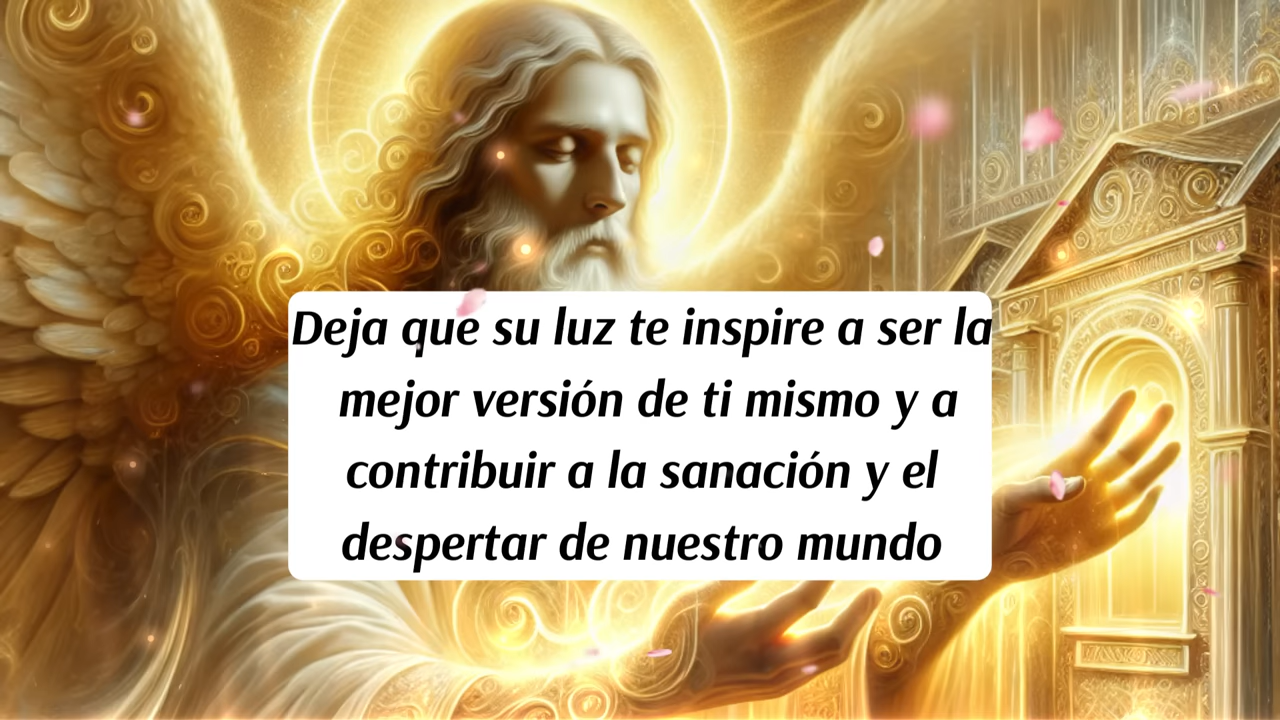 Deja que su luz te inspire a ser la
mejor versión de ti mismo y a
contribuir a la sanación y el
despertar de nuestro mundo